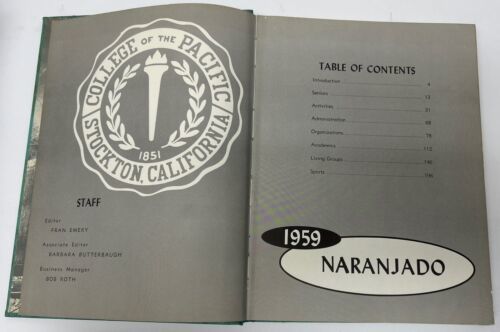 COLLEGE OF THE PACIFIC
STOCKTON, CALIFORNIA
1851
STAFF
Editor
FRAN EMERY
Associate Editor
BARBARA BUTTERBAUGH
Business Manager
BOB ROTH
TABLE OF CONTENTS
Introduction 4
Seniors 13
Activities 31
Administration 68
Organizations 78
Academics 112
Living Groups 140
Sports
1959
NARANJADO